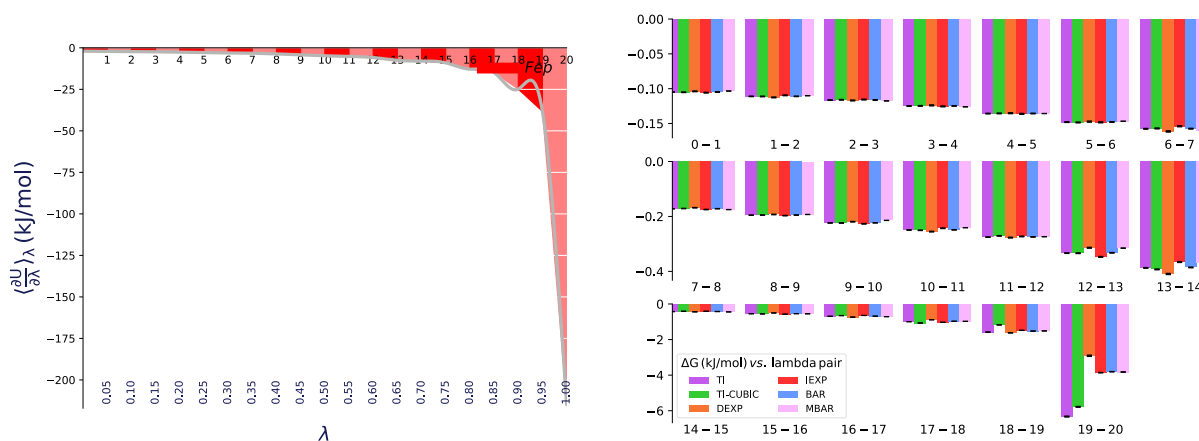 0
1 2 3 4 5 6 7 8 9 10 11 12 13 14 15 16 17 18 19 20
Fep
−25
−50
−75
−100
−125
−150
−175
−200
⟨∂U/∂λ⟩λ (kJ/mol)
0.05 0.10 0.15 0.20 0.25 0.30 0.35 0.40 0.45 0.50 0.55 0.60 0.65 0.70 0.75 0.80 0.85 0.90 0.95 1.00
λ
0.00
−0.05
−0.10
−0.15
0−1 1−2 2−3 3−4 4−5 5−6 6−7
0.0
−0.2
−0.4
7−8 8−9 9−10 10−11 11−12 12−13 13−14
0
−2
−4
−6
ΔG (kJ/mol) vs. lambda pair
TI IEXP
TI-CUBIC BAR
DEXP MBAR
14−15 15−16 16−17 17−18 18−19 19−20